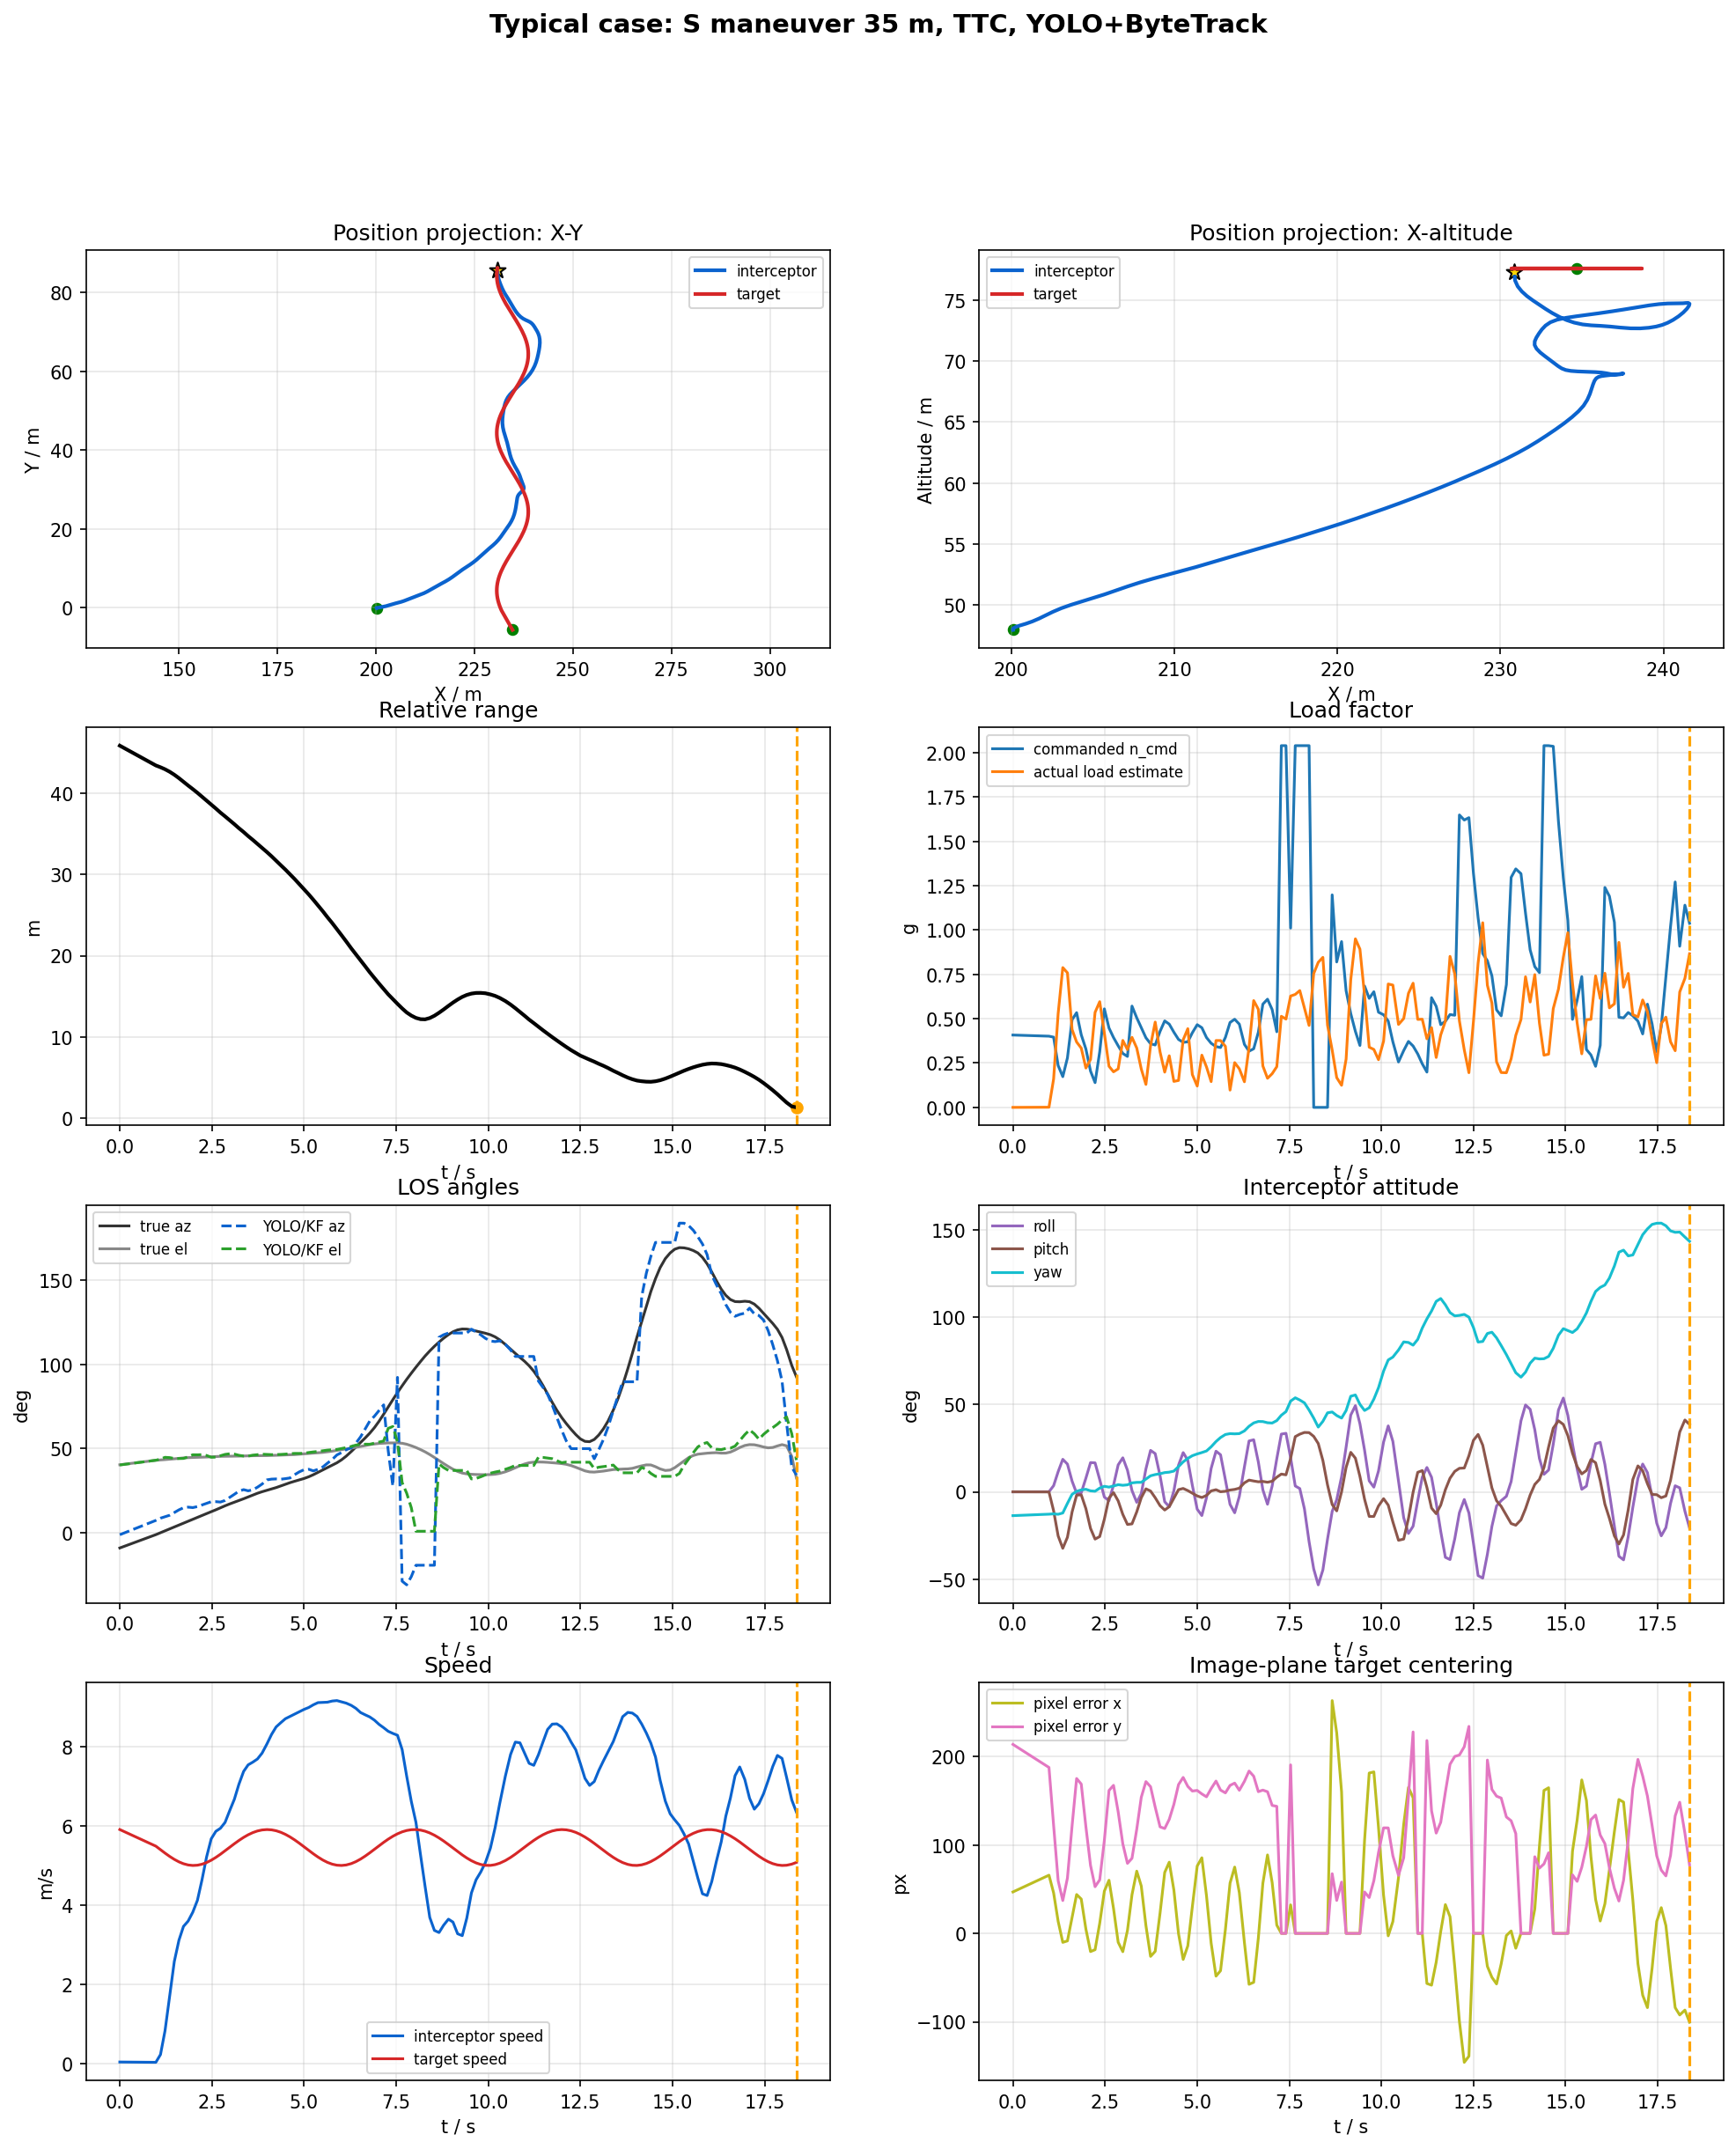 Typical case: S maneuver 35 m, TTC, YOLO+ByteTrack
Position projection: X-Y
interceptor
target
80
60
40
20
0
Y / m
150 175 200 225 250 275 300
X / m
Position projection: X-altitude
interceptor
target
75
70
65
60
55
50
Altitude / m
200 210 220 230 240
X / m
Relative range
40
30
20
10
0
m
0.0 2.5 5.0 7.5 10.0 12.5 15.0 17.5
t / s
Load factor
commanded n_cmd
actual load estimate
2.00
1.75
1.50
1.25
1.00
0.75
0.50
0.25
0.00
g
0.0 2.5 5.0 7.5 10.0 12.5 15.0 17.5
t / s
LOS angles
true az YOLO/KF az
true el YOLO/KF el
150
100
50
0
deg
0.0 2.5 5.0 7.5 10.0 12.5 15.0 17.5
t / s
Interceptor attitude
roll
pitch
yaw
150
100
50
0
−50
deg
0.0 2.5 5.0 7.5 10.0 12.5 15.0 17.5
t / s
Speed
8
6
4
2
0
m/s
interceptor speed
target speed
0.0 2.5 5.0 7.5 10.0 12.5 15.0 17.5
t / s
Image-plane target centering
pixel error x
pixel error y
200
100
0
−100
px
0.0 2.5 5.0 7.5 10.0 12.5 15.0 17.5
t / s